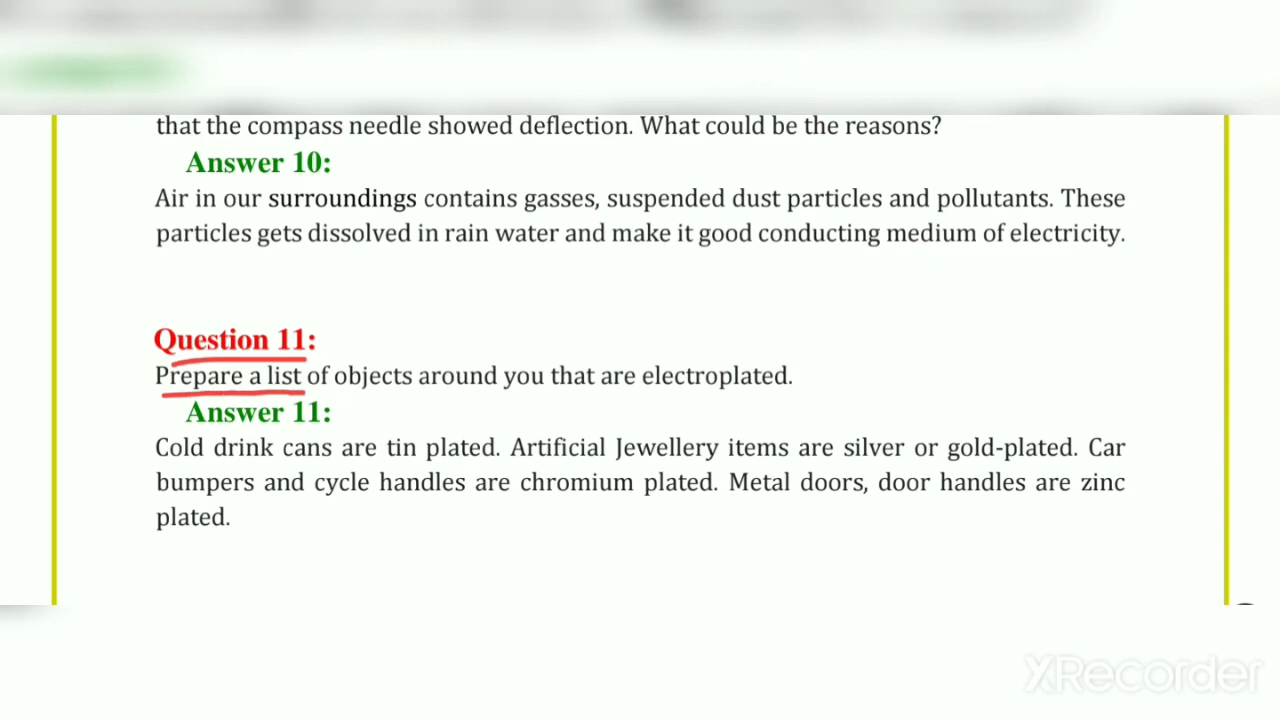 that the compass needle showed deflection. What could be the reasons?
Answer 10:
Air in our surroundings contains gasses, suspended dust particles and pollutants. These
particles gets dissolved in rain water and make it good conducting medium of electricity.
Question 11:
Prepare a list of objects around you that are electroplated.
Answer 11:
Cold drink cans are tin plated. Artificial Jewellery items are silver or gold-plated. Car
bumpers and cycle handles are chromium plated. Metal doors, door handles are zinc
plated.
XRecorder